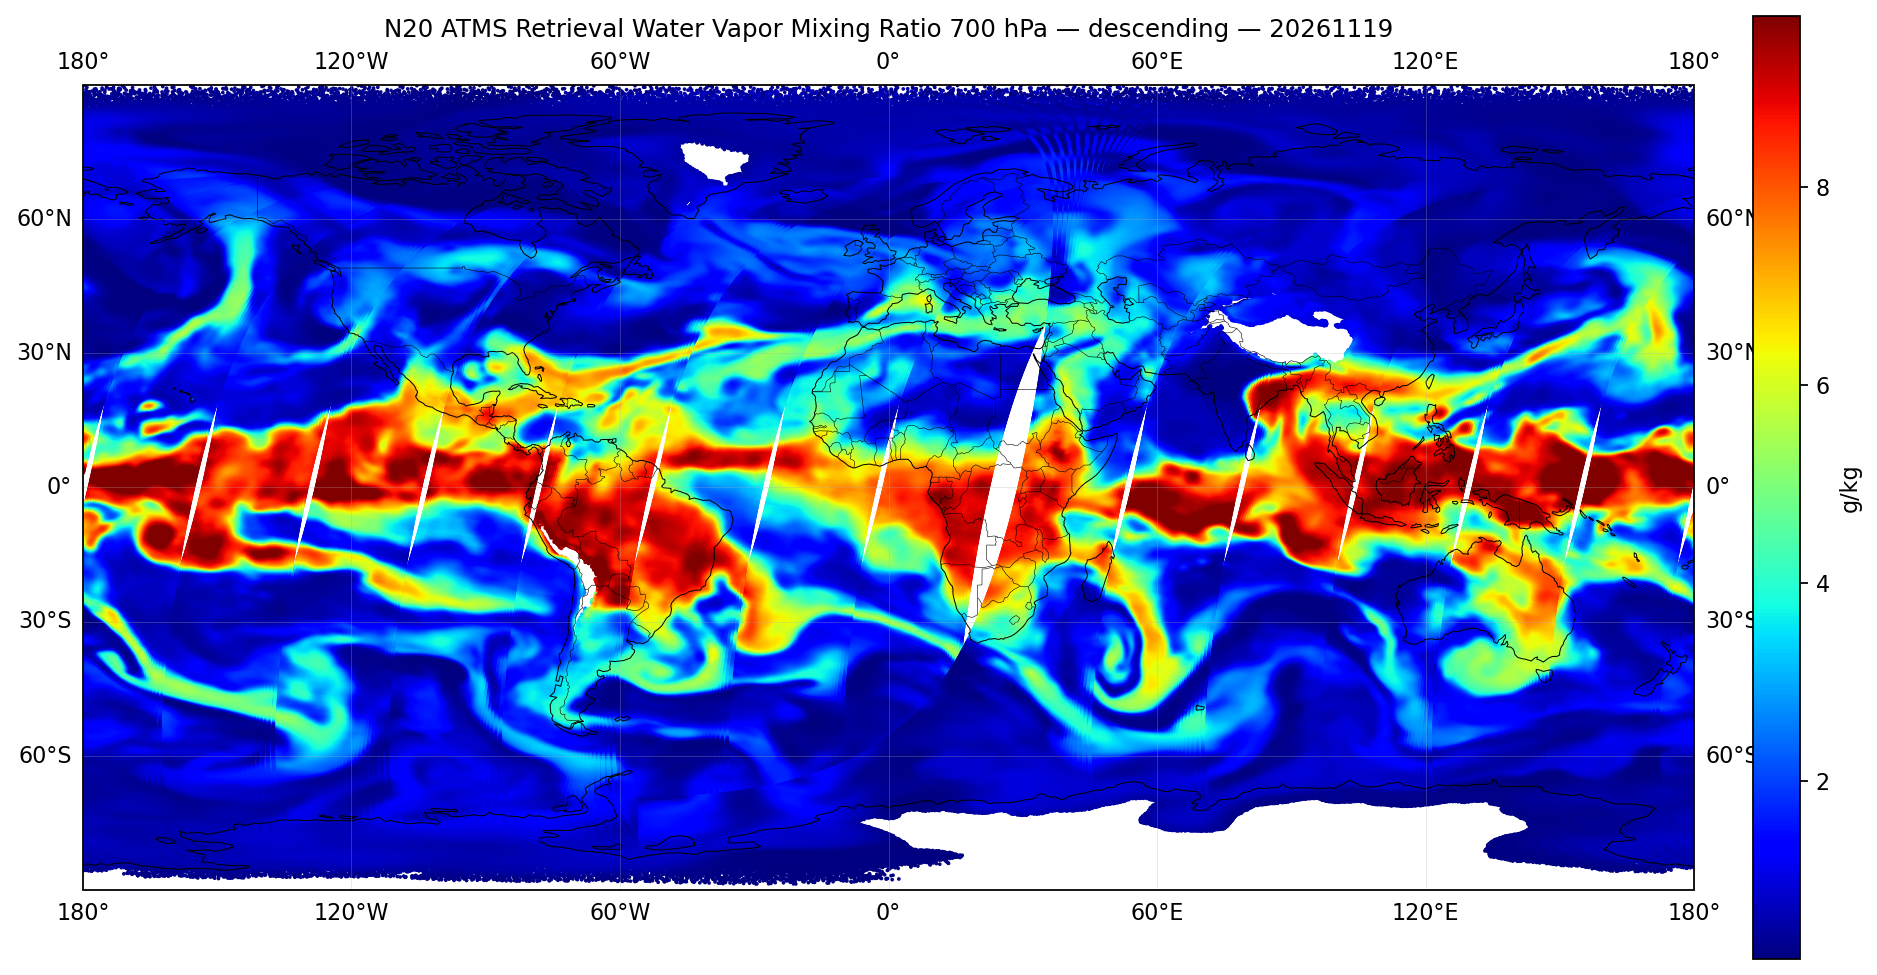 N20 ATMS Retrieval Water Vapor Mixing Ratio 700 hPa — descending — 20261119
180° 120°W 60°W 0° 60°E 120°E 180°
60°N 60°N
30°N 30°N
0° 0°
30°S 30°S
60°S 60°S
180° 120°W 60°W 0° 60°E 120°E 180°
8
6
4
2
g/kg